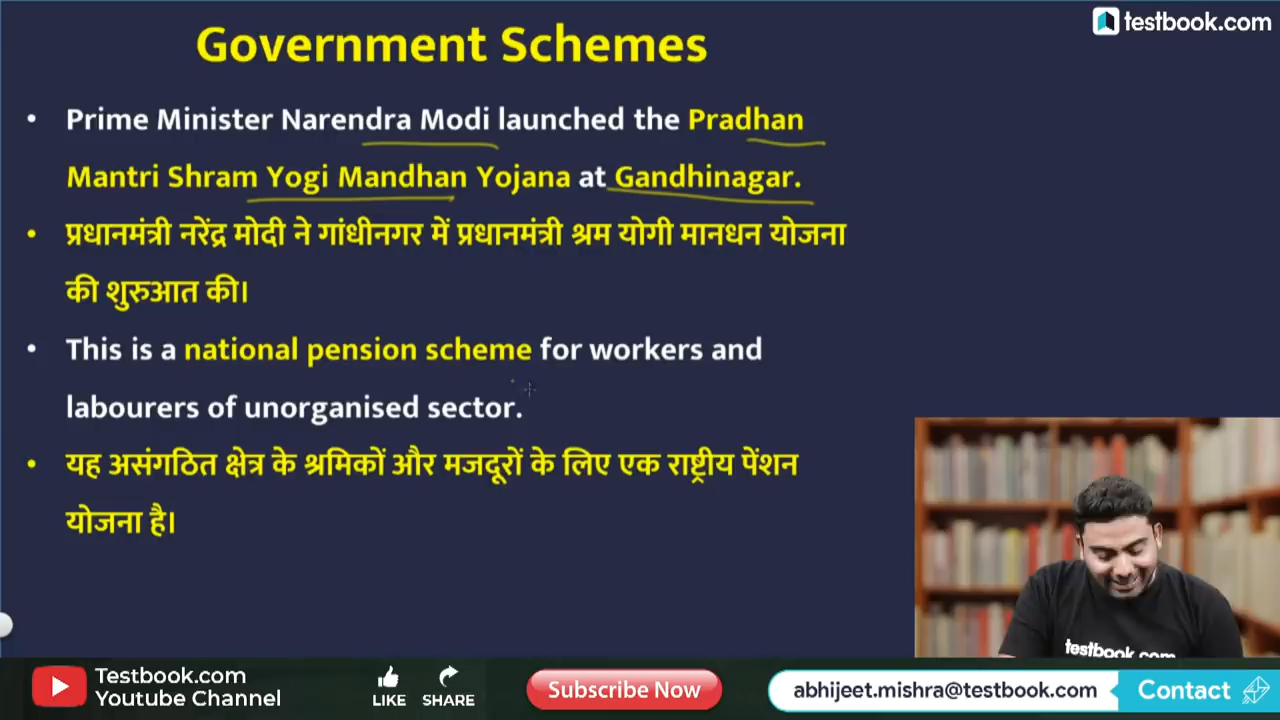 testbook.com
Government Schemes
• Prime Minister Narendra Modi launched the Pradhan
Mantri Shram Yogi Mandhan Yojana at Gandhinagar.
• प्रधानमंत्री नरेंद्र मोदी ने गांधीनगर में प्रधानमंत्री श्रम योगी मानधन योजना
की शुरुआत की।
• This is a national pension scheme for workers and
labourers of unorganised sector.
• यह असंगठित क्षेत्र के श्रमिकों और मजदूरों के लिए एक राष्ट्रीय पेंशन
योजना है।
testbook.com
Testbook.com
Youtube Channel
LIKE
SHARE
Subscribe Now
abhijeet.mishra@testbook.com
Contact